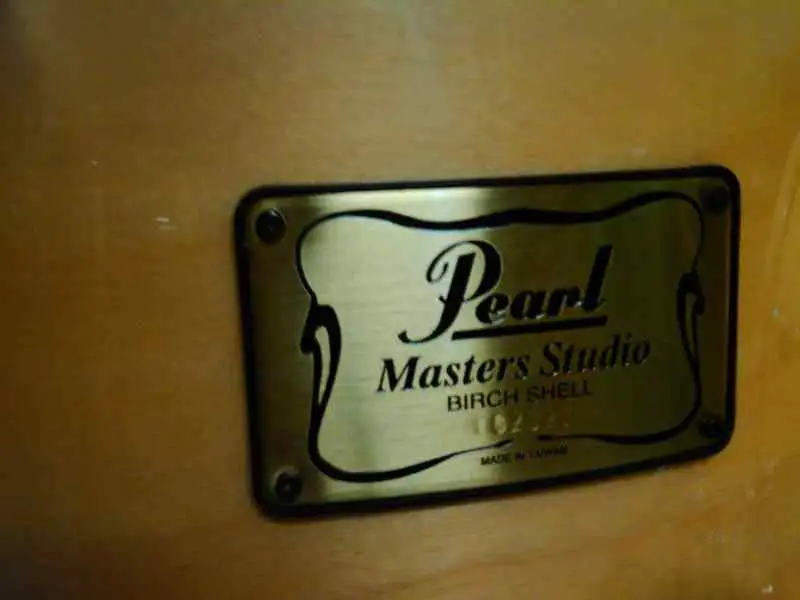 Pearl
Masters Studio
BIRCH SHELL
MADE IN TAIWAN